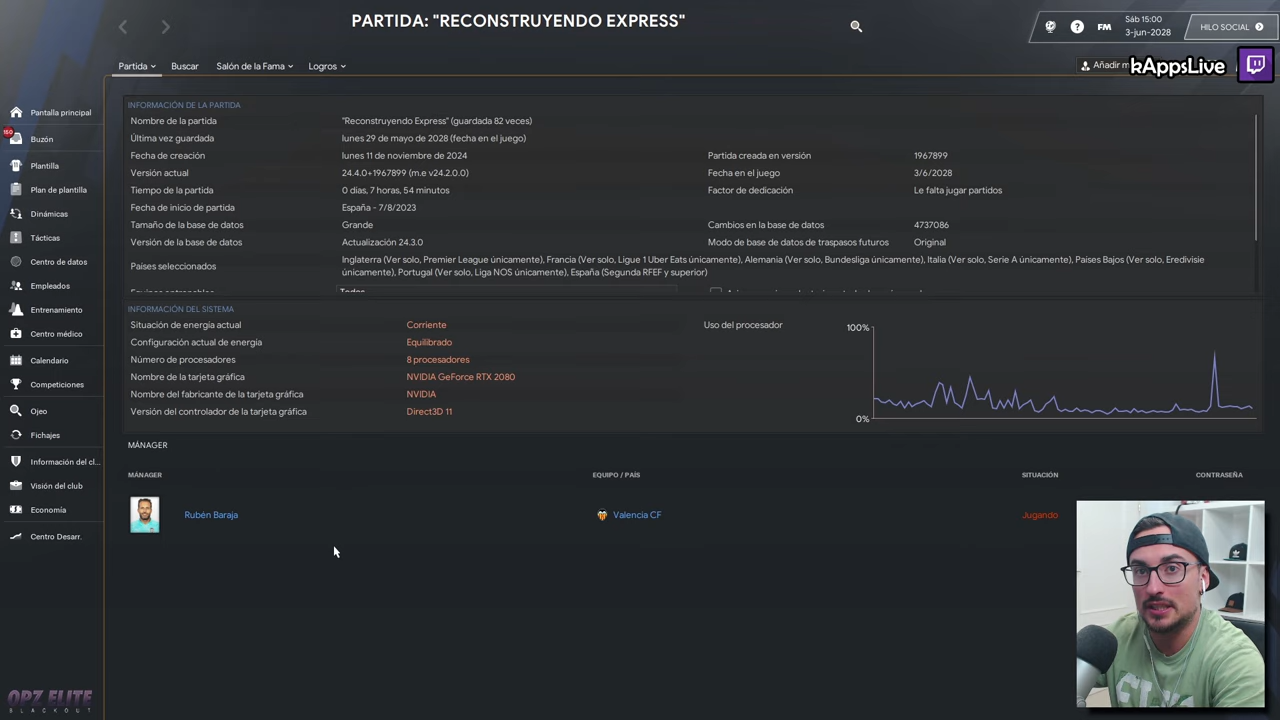 PARTIDA: "RECONSTRUYENDO EXPRESS"
FM
Sáb 15:00
3-jun-2028
HILO SOCIAL
Partida
Buscar
Salón de la Fama
Logros
Añadir
kAppsLive
Pantalla principal
150
Buzón
Plantilla
Plan de plantilla
Dinámicas
Tácticas
Centro de datos
Empleados
Entrenamiento
Centro médico
Calendario
Competiciones
Ojeo
Fichajes
Información del cl...
Visión del club
Economía
Centro Desarr.
OPZ ELITE
BLACKOUT
INFORMACIÓN DE LA PARTIDA
Nombre de la partida "Reconstruyendo Express" (guardada 82 veces)
Última vez guardada lunes 29 de mayo de 2028 (fecha en el juego)
Fecha de creación lunes 11 de noviembre de 2024 Partida creada en versión 1967899
Versión actual 24.4.0+1967899 (m.e v24.2.0.0) Fecha en el juego 3/6/2028
Tiempo de la partida 0 días, 7 horas, 54 minutos Factor de dedicación Le falta jugar partidos
Fecha de inicio de partida España - 7/8/2023
Tamaño de la base de datos Grande Cambios en la base de datos 4737086
Versión de la base de datos Actualización 24.3.0 Modo de base de datos de traspasos futuros Original
Países seleccionados Inglaterra (Ver solo, Premier League únicamente), Francia (Ver solo, Ligue 1 Uber Eats únicamente), Alemania (Ver solo, Bundesliga únicamente), Italia (Ver solo, Serie A únicamente), Países Bajos (Ver solo, Eredivisie
únicamente), Portugal (Ver solo, Liga NOS únicamente), España (Segunda RFEF y superior)
INFORMACIÓN DEL SISTEMA
Situación de energía actual Corriente Uso del procesador 100%
Configuración actual de energía Equilibrado
Número de procesadores 8 procesadores
Nombre de la tarjeta gráfica NVIDIA GeForce RTX 2080
Nombre del fabricante de la tarjeta gráfica NVIDIA
Versión del controlador de la tarjeta gráfica Direct3D 11
0%
MÁNAGER
MÁNAGER EQUIPO / PAÍS SITUACIÓN CONTRASEÑA
Rubén Baraja Valencia CF Jugando